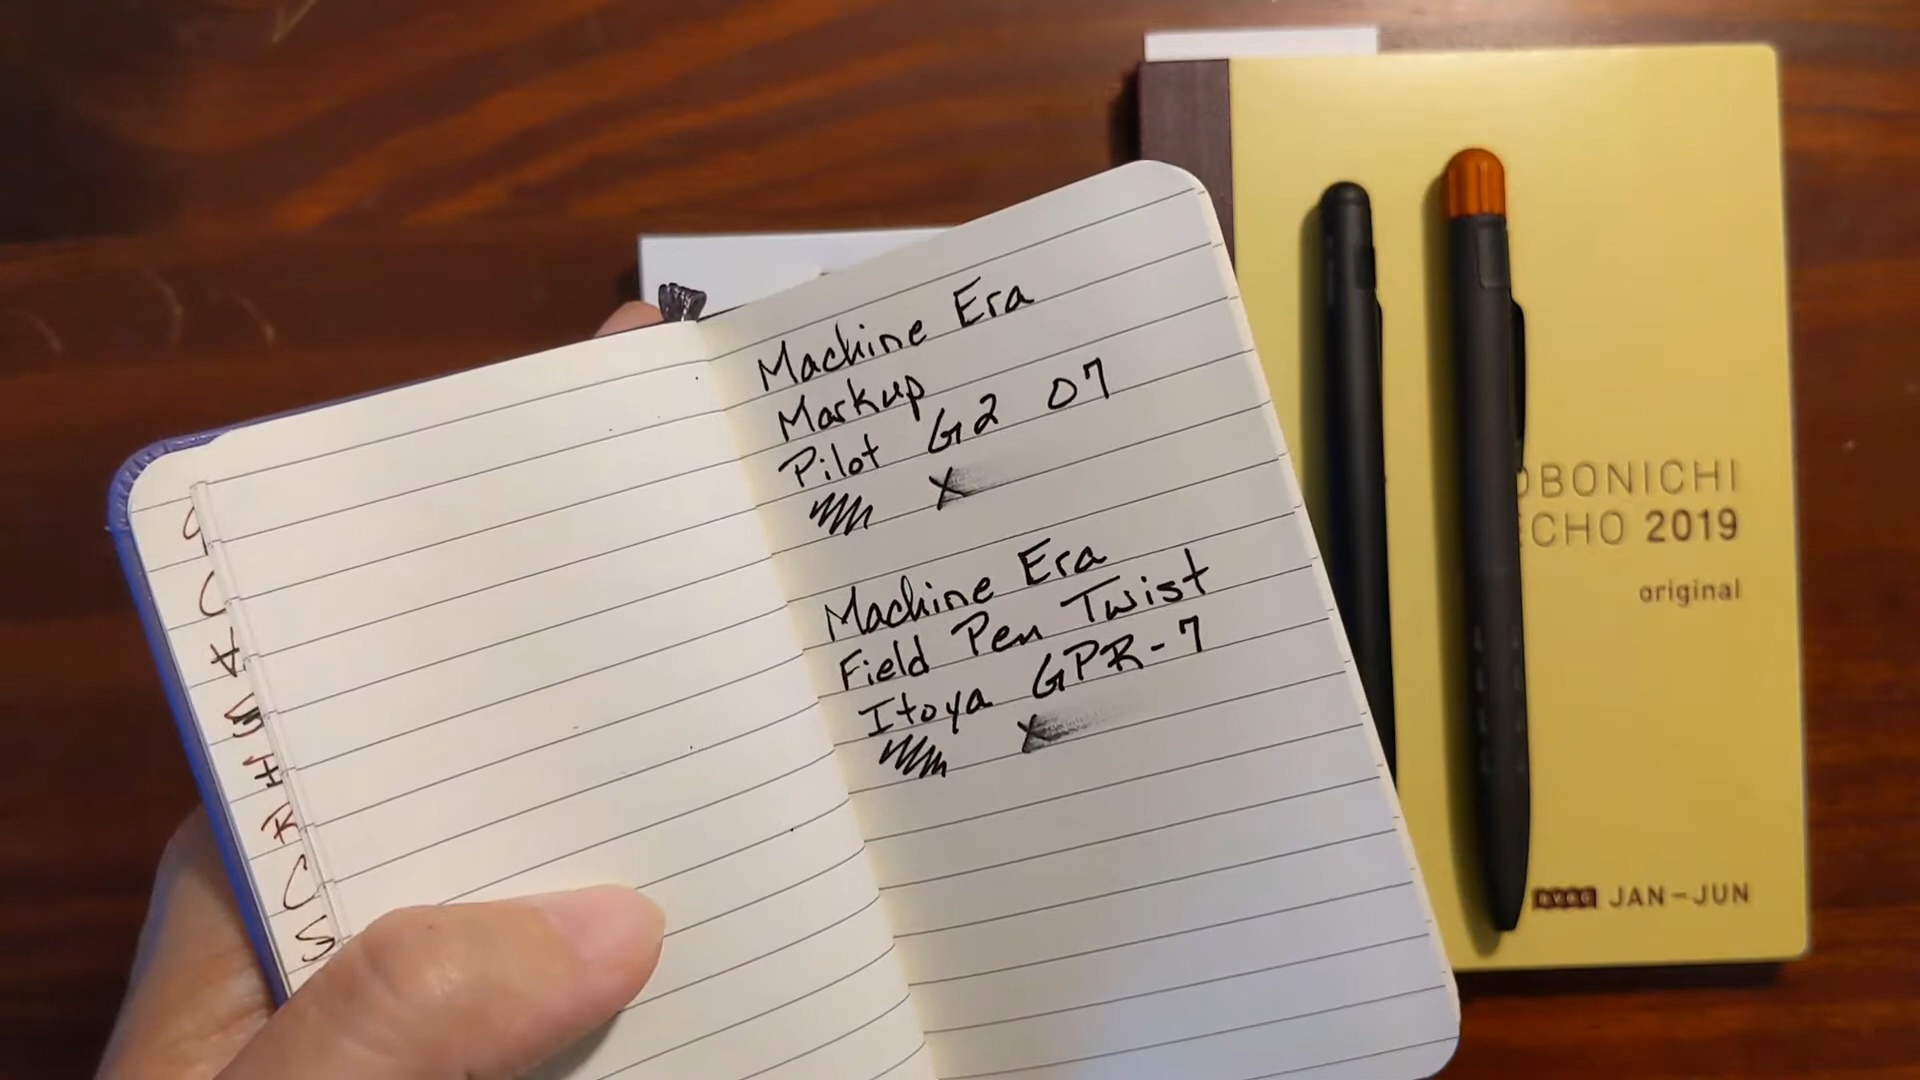 Machine Era
Markup
Pilot G2 07
X
Machine Era
Field Pen Twist
Itoya GPR-7
X
OBONICHI
ECHO 2019
original
JAN–JUN